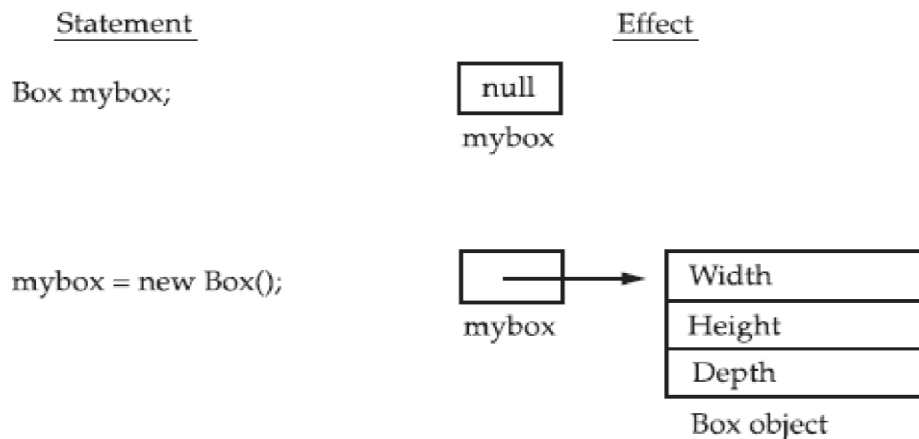 Statement Effect
Box mybox; null
mybox
mybox = new Box(); Width
mybox Height
Depth
Box object